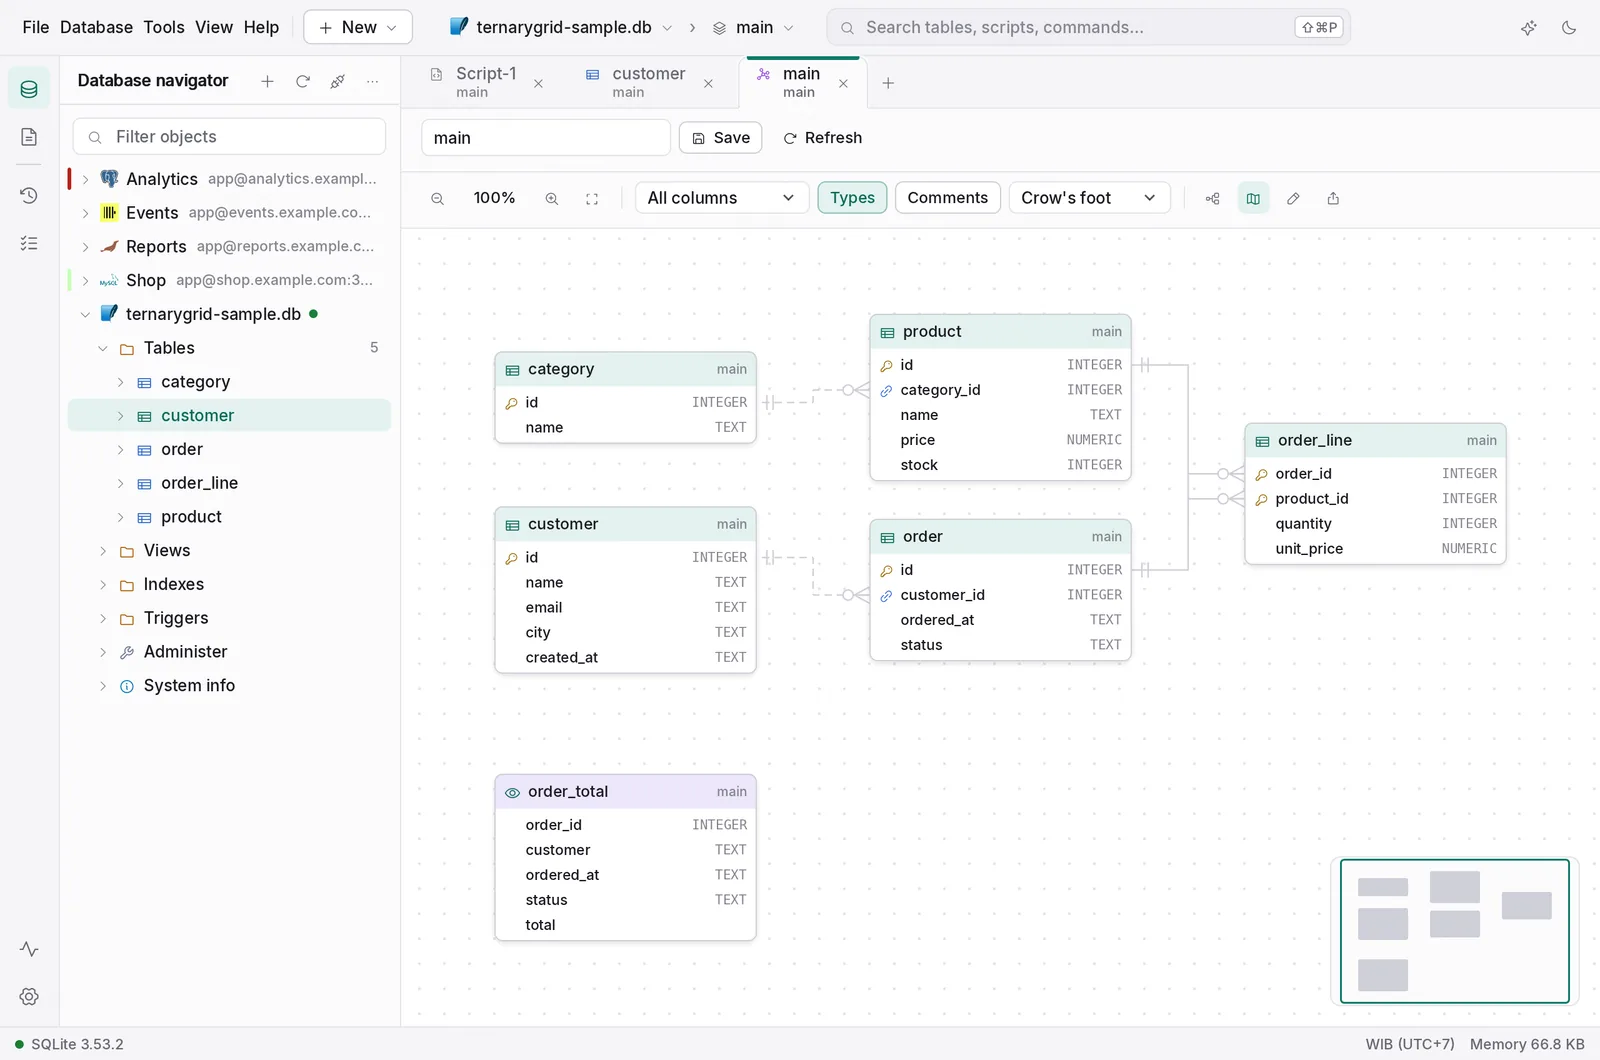 File Database Tools View Help
New
ternarygrid-sample.db
main
Search tables, scripts, commands...
⇧⌘P
Database navigator
Filter objects
Analytics app@analytics.exampl...
Events app@events.example.co...
Reports app@reports.example.c...
MySQL Shop app@shop.example.com:3...
ternarygrid-sample.db
Tables 5
category
customer
order
order_line
product
Views
Indexes
Triggers
Administer
System info
Script-1
main
customer
main
main
main
main
Save
Refresh
100%
All columns
Types
Comments
Crow's foot
category main
id INTEGER
name TEXT
customer main
id INTEGER
name TEXT
email TEXT
city TEXT
created_at TEXT
order_total main
order_id INTEGER
customer TEXT
ordered_at TEXT
status TEXT
total
product main
id INTEGER
category_id INTEGER
name TEXT
price NUMERIC
stock INTEGER
order main
id INTEGER
customer_id INTEGER
ordered_at TEXT
status TEXT
order_line main
order_id INTEGER
product_id INTEGER
quantity INTEGER
unit_price NUMERIC
SQLite 3.53.2
WIB (UTC+7)
Memory 66.8 KB